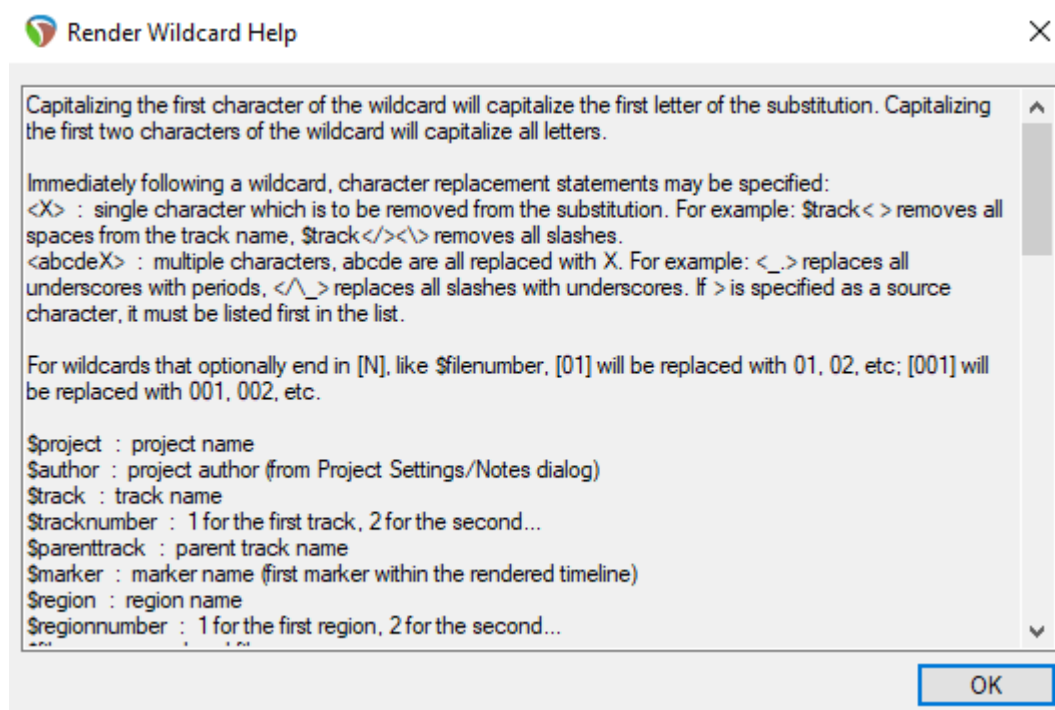 Render Wildcard Help
Capitalizing the first character of the wildcard will capitalize the first letter of the substitution. Capitalizing
the first two characters of the wildcard will capitalize all letters.
Immediately following a wildcard, character replacement statements may be specified:
<X> : single character which is to be removed from the substitution. For example: $track< > removes all
spaces from the track name, $track</><\> removes all slashes.
<abcdeX> : multiple characters, abcde are all replaced with X. For example: <_.> replaces all
underscores with periods, </\_> replaces all slashes with underscores. If > is specified as a source
character, it must be listed first in the list.
For wildcards that optionally end in [N], like $filenumber, [01] will be replaced with 01, 02, etc; [001] will
be replaced with 001, 002, etc.
$project : project name
$author : project author (from Project Settings/Notes dialog)
$track : track name
$tracknumber : 1 for the first track, 2 for the second...
$parenttrack : parent track name
$marker : marker name (first marker within the rendered timeline)
$region : region name
$regionnumber : 1 for the first region, 2 for the second...
OK